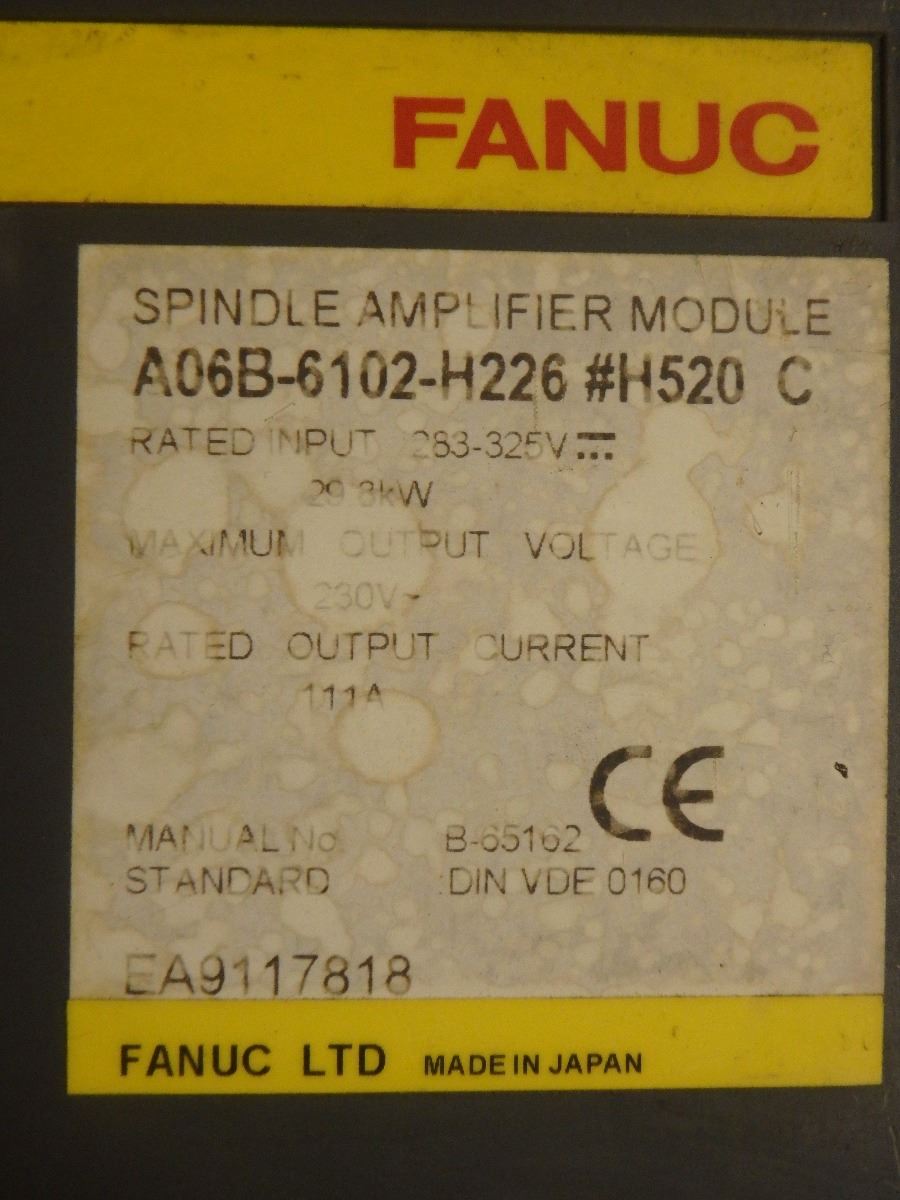 FANUC
SPINDLE AMPLIFIER MODULE
A06B-6102-H226 #H520 C
RATED INPUT 283-325V ⎓
29.3kW
MAXIMUM OUTPUT VOLTAGE
230V~
RATED OUTPUT CURRENT
111A
CE
MANUAL No B-65162
STANDARD :DIN VDE 0160
EA9117818
FANUC LTD MADE IN JAPAN